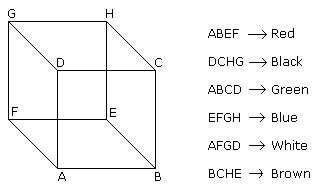 G H
ABEF → Red
D C
DCHG → Black
ABCD → Green
F E
EFGH → Blue
AFGD → White
A B
BCHE → Brown